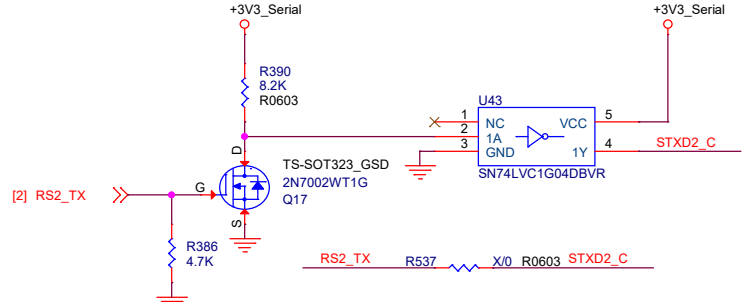 +3V3_Serial
+3V3_Serial
R390
8.2K
R0603
U43
1
NC
VCC
5
2
1A
3
GND
1Y
4
STXD2_C
SN74LVC1G04DBVR
D
TS-SOT323_GSD
2N7002WT1G
Q17
[2] RS2_TX
G
S
R386
4.7K
RS2_TX
R537
X/0
R0603
STXD2_C